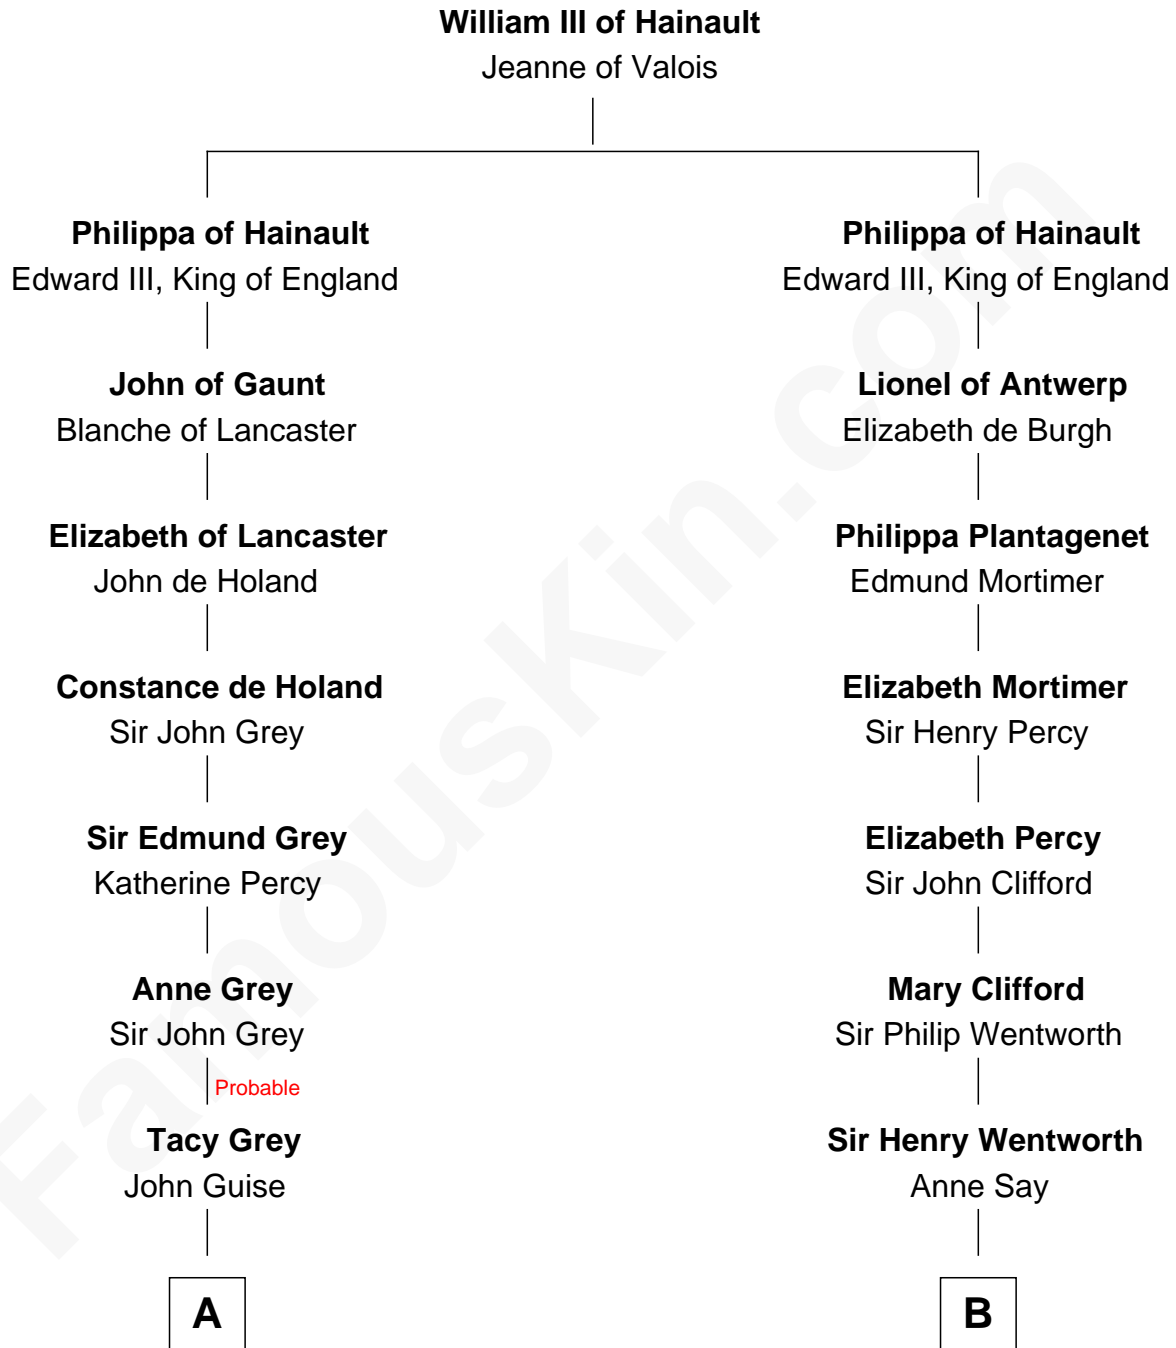 William III of Hainault
Jeanne of Valois
Philippa of Hainault
Edward III, King of England
John of Gaunt
Blanche of Lancaster
Elizabeth of Lancaster
John de Holand
Constance de Holand
Sir John Grey
Sir Edmund Grey
Katherine Percy
Anne Grey
Sir John Grey
Probable
Tacy Grey
John Guise
A
Philippa of Hainault
Edward III, King of England
Lionel of Antwerp
Elizabeth de Burgh
Philippa Plantagenet
Edmund Mortimer
Elizabeth Mortimer
Sir Henry Percy
Elizabeth Percy
Sir John Clifford
Mary Clifford
Sir Philip Wentworth
Sir Henry Wentworth
Anne Say
B
FamousKin.com